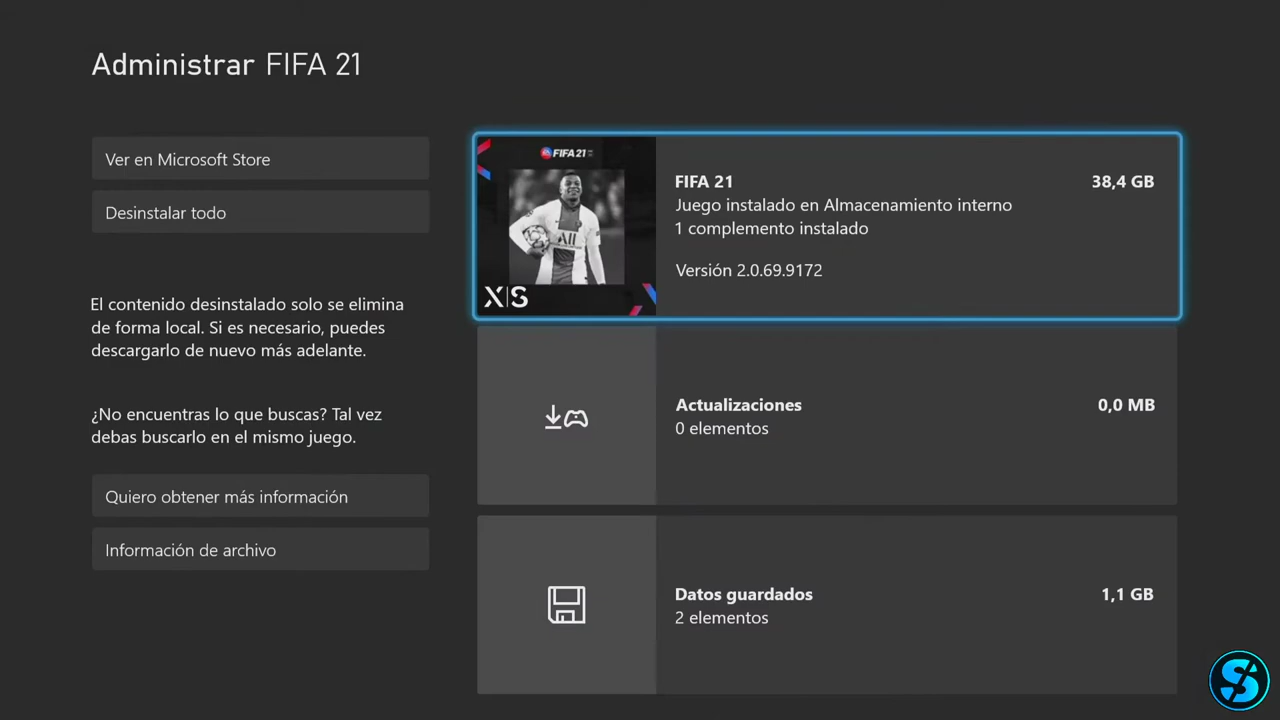 Administrar FIFA 21
Ver en Microsoft Store
Desinstalar todo
El contenido desinstalado solo se elimina
de forma local. Si es necesario, puedes
descargarlo de nuevo más adelante.
¿No encuentras lo que buscas? Tal vez
debas buscarlo en el mismo juego.
Quiero obtener más información
Información de archivo
FIFA 21
X|S
FIFA 21
38,4 GB
Juego instalado en Almacenamiento interno
1 complemento instalado
Versión 2.0.69.9172
Actualizaciones
0,0 MB
0 elementos
Datos guardados
1,1 GB
2 elementos